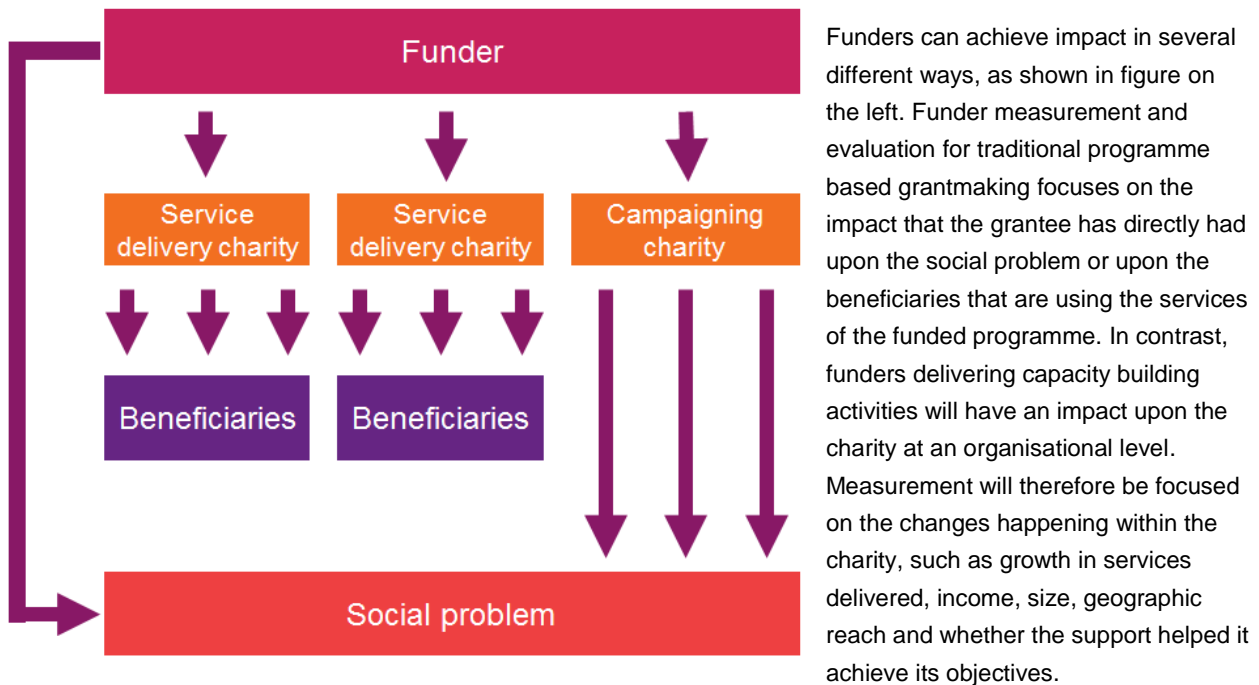 Funder
Service
delivery charity
Service
delivery charity
Campaigning
charity
Beneficiaries
Beneficiaries
Social problem
Funders can achieve impact in several
different ways, as shown in figure on
the left. Funder measurement and
evaluation for traditional programme
based grantmaking focuses on the
impact that the grantee has directly had
upon the social problem or upon the
beneficiaries that are using the services
of the funded programme. In contrast,
funders delivering capacity building
activities will have an impact upon the
charity at an organisational level.
Measurement will therefore be focused
on the changes happening within the
charity, such as growth in services
delivered, income, size, geographic
reach and whether the support helped it
achieve its objectives.